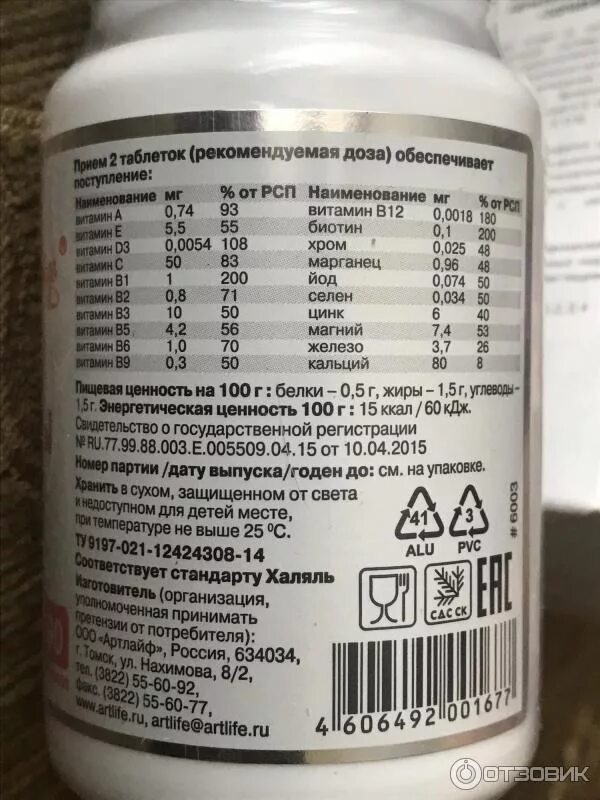 Прием 2 таблеток (рекомендуемая доза) обеспечивает
поступление:
Наименование мг % от РСП Наименование мг % от РСП
витамин А 0,74 93 витамин В12 0,0018 180
витамин Е 5,5 55 биотин 0,1 200
витамин D3 0,0054 108 хром 0,025 48
витамин С 50 83 марганец 0,96 48
витамин В1 1 200 йод 0,074 50
витамин В2 0,8 71 селен 0,034 50
витамин В3 10 50 цинк 6 40
витамин В5 4,2 56 магний 7,4 53
витамин В6 1,0 70 железо 3,7 26
витамин В9 0,3 50 кальций 80 8
Пищевая ценность на 100 г : белки – 0,5 г, жиры – 1,5 г, углеводы –
1,5 г. Энергетическая ценность 100 г : 15 ккал / 60 кДж.
Свидетельство о государственной регистрации
№ RU.77.99.88.003.Е.005509.04.15 от 10.04.2015
Номер партии /дату выпуска/годен до: см. на упаковке.
Хранить в сухом, защищенном от света
и недоступном для детей месте,
при температуре не выше 25 ºС.
ТУ 9197-021-12424308-14
Соответствует стандарту Халяль
Изготовитель (организация,
уполномоченная принимать
претензии от потребителя):
ООО «Артлайф», Россия, 634034,
г. Томск, ул. Нахимова, 8/2,
тел. (3822) 55-60-92,
факс. (3822) 55-60-77,
www.artlife.ru, artlife@artlife.ru
41 3
ALU PVC
# 6003
СДС СК
EAC
4 606492 001677
ОТЗОВИК